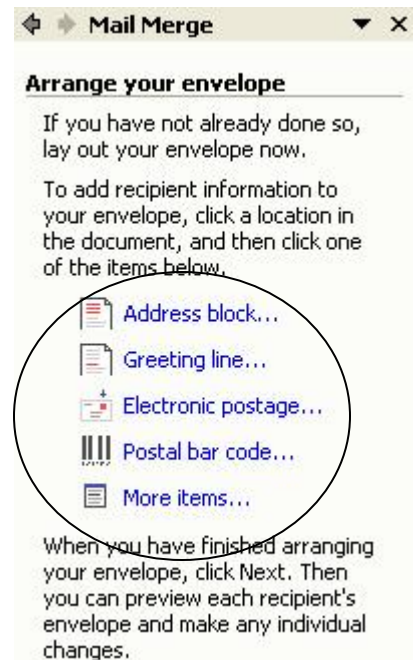 Mail Merge
Arrange your envelope
If you have not already done so,
lay out your envelope now.
To add recipient information to
your envelope, click a location in
the document, and then click one
of the items below.
Address block...
Greeting line...
Electronic postage...
Postal bar code...
More items...
When you have finished arranging
your envelope, click Next. Then
you can preview each recipient's
envelope and make any individual
changes.